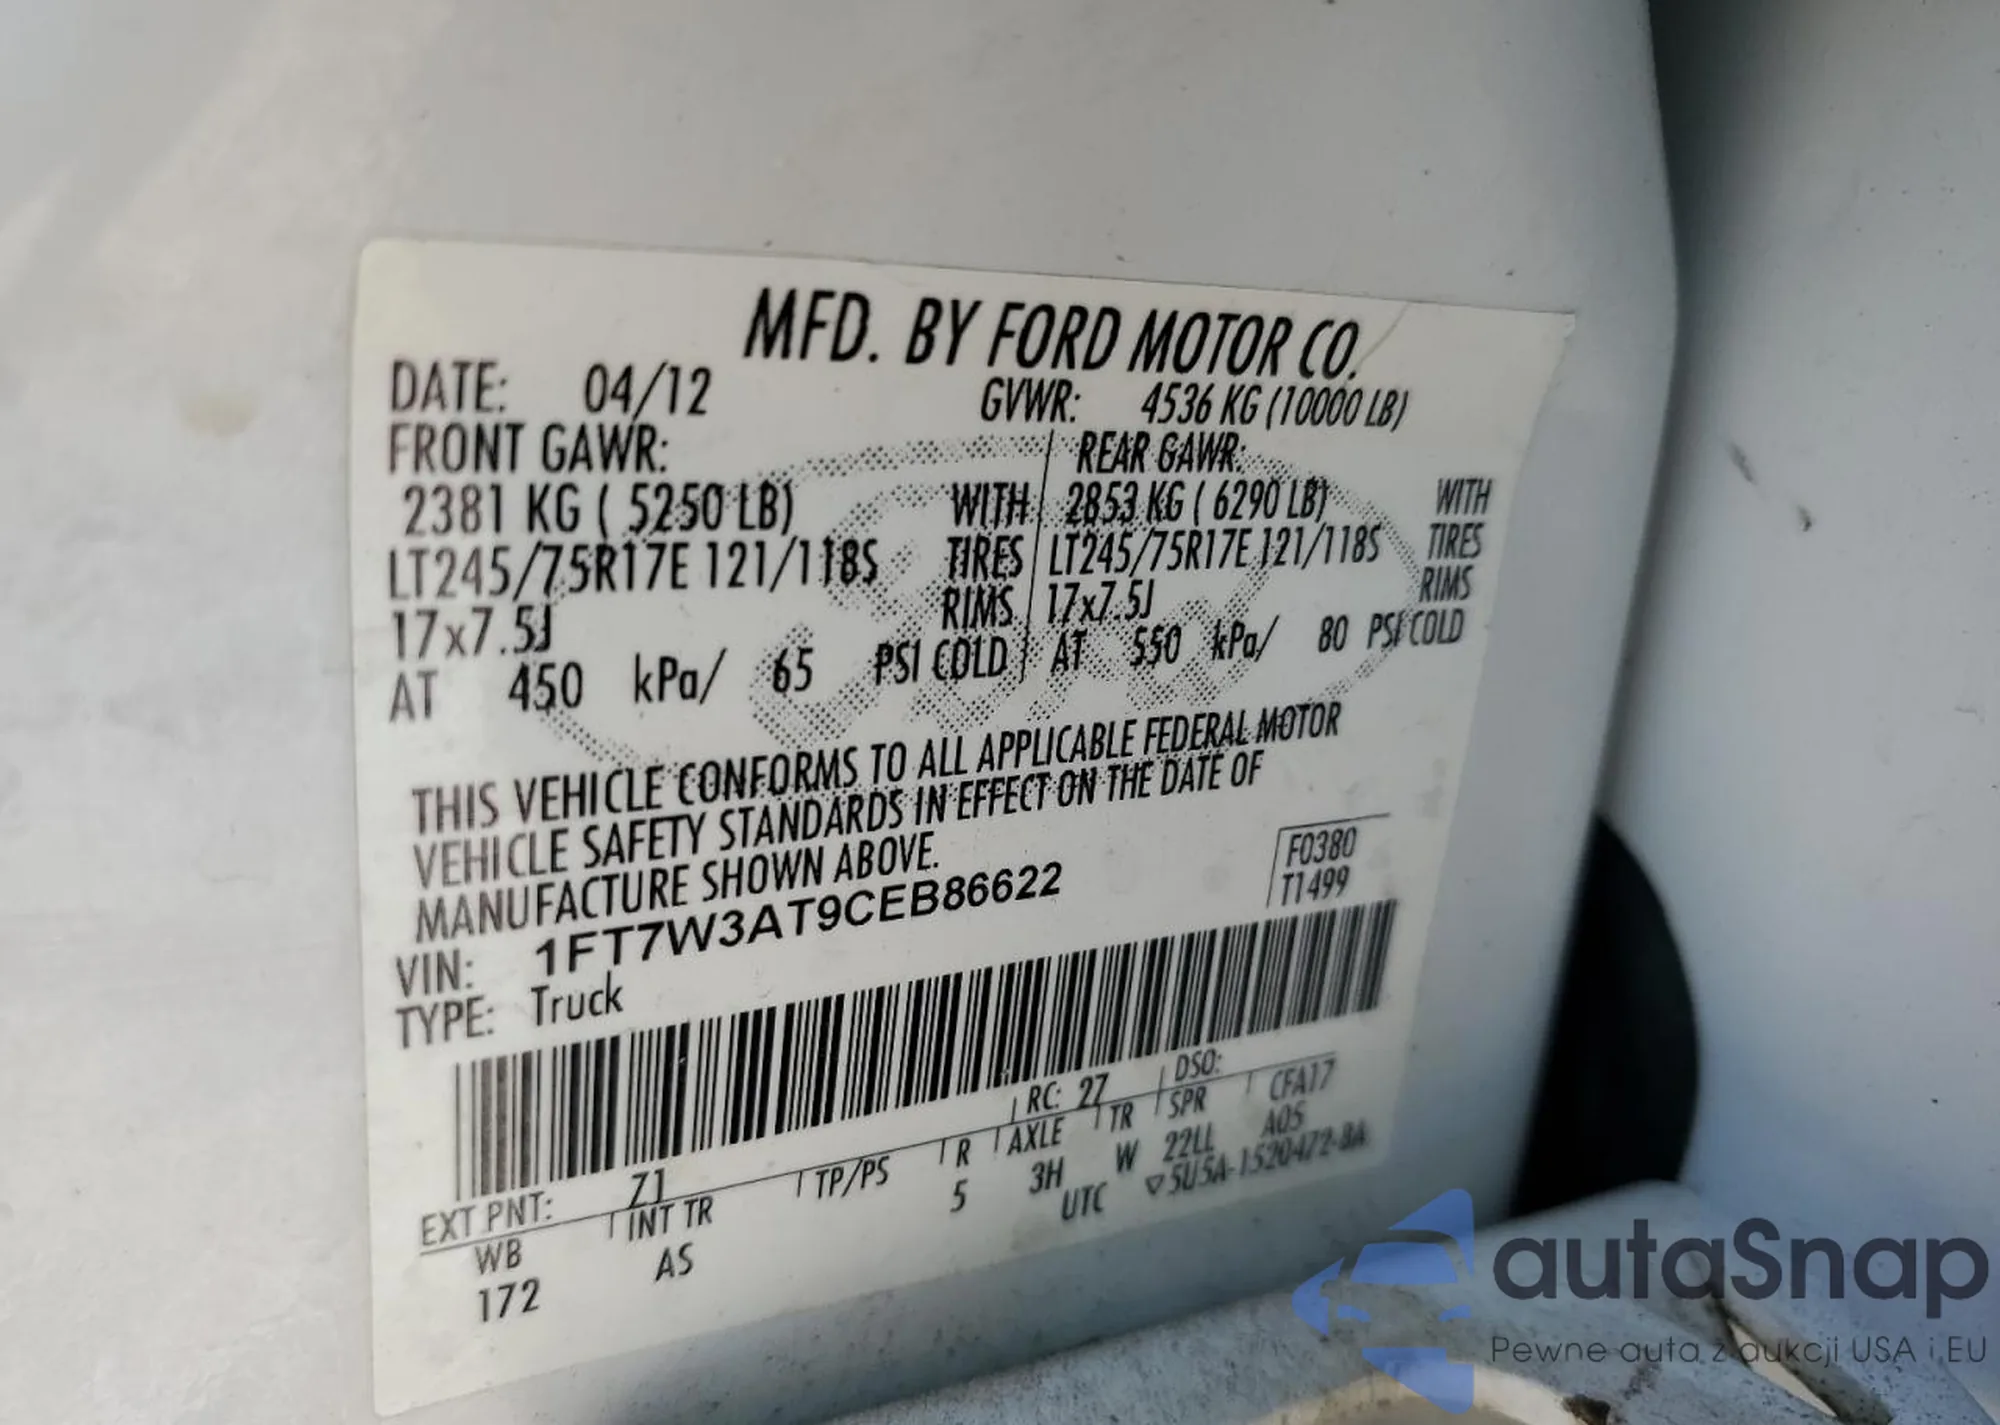 MFD. BY FORD MOTOR CO.
DATE: 04/12 GVWR: 4536 KG (10000 LB)
FRONT GAWR: REAR GAWR:
2381 KG ( 5250 LB) WITH 2853 KG ( 6290 LB) WITH
LT245/75R17E 121/118S TIRES LT245/75R17E 121/118S TIRES
17x7.5J RIMS 17x7.5J RIMS
AT 450 kPa/ 65 PSI COLD AT 550 kPa/ 80 PSI COLD
THIS VEHICLE CONFORMS TO ALL APPLICABLE FEDERAL MOTOR
VEHICLE SAFETY STANDARDS IN EFFECT ON THE DATE OF
MANUFACTURE SHOWN ABOVE.
F0380
T1499
VIN: 1FT7W3AT9CEB86622
TYPE: Truck
EXT PNT: Z1 RC: 27 DSO:
WB INT TR TP/PS R AXLE TR SPR CFA17
172 AS 5 3H W 22LL A05
UTC ▽5U5A-1520472-BA
autaSnap
Pewne auta z aukcji USA i EU